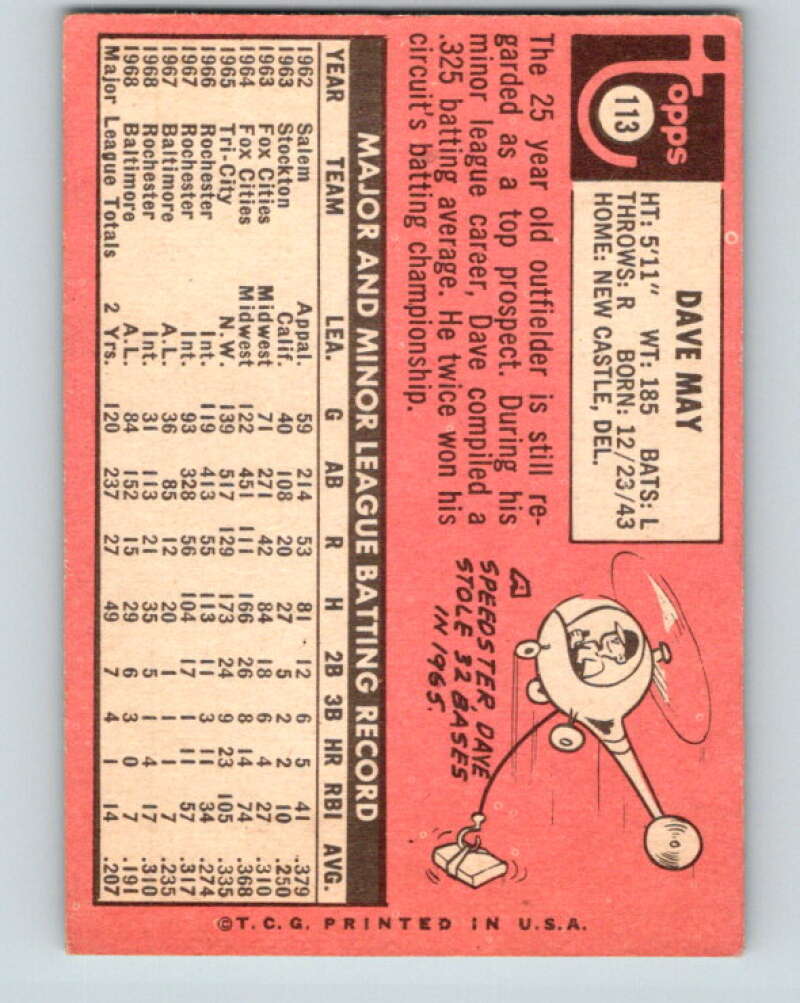 topps
113
DAVE MAY
HT: 5'11" WT: 185 BATS: L
THROWS: R BORN: 12/23/43
HOME: NEW CASTLE, DEL.
The 25 year old outfielder is still re-
garded as a top prospect. During his
minor league career, Dave compiled a
.325 batting average. He twice won his
circuit's batting championship.
A
SPEEDSTER, DAVE
STOLE 32 BASES
IN 1965.
MAJOR AND MINOR LEAGUE BATTING RECORD
YEAR TEAM LEA. G AB R H 2B 3B HR RBI AVG.
1962 Salem Appal. 59 214 53 81 12 6 5 41 .379
1963 Stockton Calif. 40 108 20 27 5 2 2 10 .250
1963 Fox Cities Midwest 71 271 42 84 18 6 4 27 .310
1964 Fox Cities Midwest 122 451 111 166 26 8 14 74 .368
1965 Tri-City N.W. 139 517 129 173 24 9 23 105 .335
1966 Rochester Int. 119 413 55 113 11 3 11 34 .274
1967 Rochester Int. 93 328 56 104 17 1 11 57 .317
1967 Baltimore A.L. 36 85 12 20 1 1 1 7 .235
1968 Rochester Int. 31 113 21 35 5 1 4 17 .310
1968 Baltimore A.L. 84 152 15 29 6 3 0 7 .191
Major League Totals 2 Yrs. 120 237 27 49 7 4 1 14 .207
©T.C.G. PRINTED IN U.S.A.